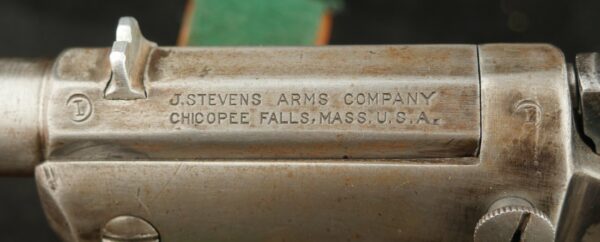 J. STEVENS ARMS COMPANY
CHICOPEE FALLS, MASS. U.S.A.